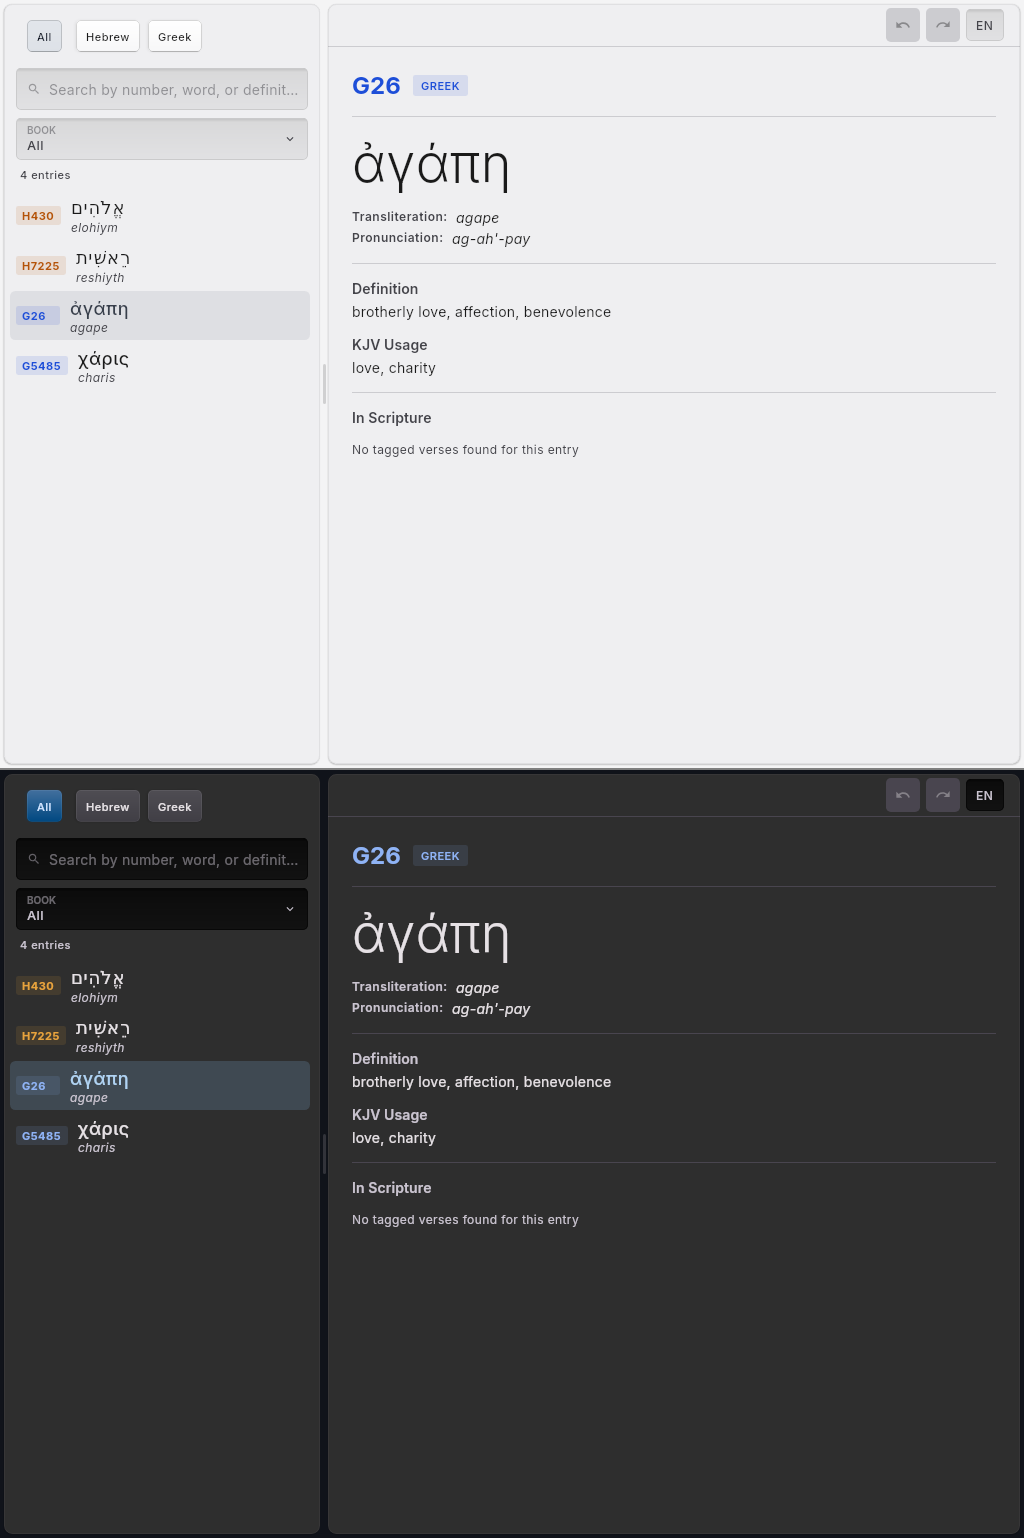 All Hebrew Greek
Search by number, word, or definit...
BOOK
All
4 entries
H430 אֱלֹהִים
elohiym
H7225 רֵאשִׁית
reshiyth
G26 ἀγάπη
agape
G5485 χάρις
charis
EN
G26 GREEK
ἀγάπη
Transliteration: agape
Pronunciation: ag-ah'-pay
Definition
brotherly love, affection, benevolence
KJV Usage
love, charity
In Scripture
No tagged verses found for this entry
All Hebrew Greek
Search by number, word, or definit...
BOOK
All
4 entries
H430 אֱלֹהִים
elohiym
H7225 רֵאשִׁית
reshiyth
G26 ἀγάπη
agape
G5485 χάρις
charis
EN
G26 GREEK
ἀγάπη
Transliteration: agape
Pronunciation: ag-ah'-pay
Definition
brotherly love, affection, benevolence
KJV Usage
love, charity
In Scripture
No tagged verses found for this entry